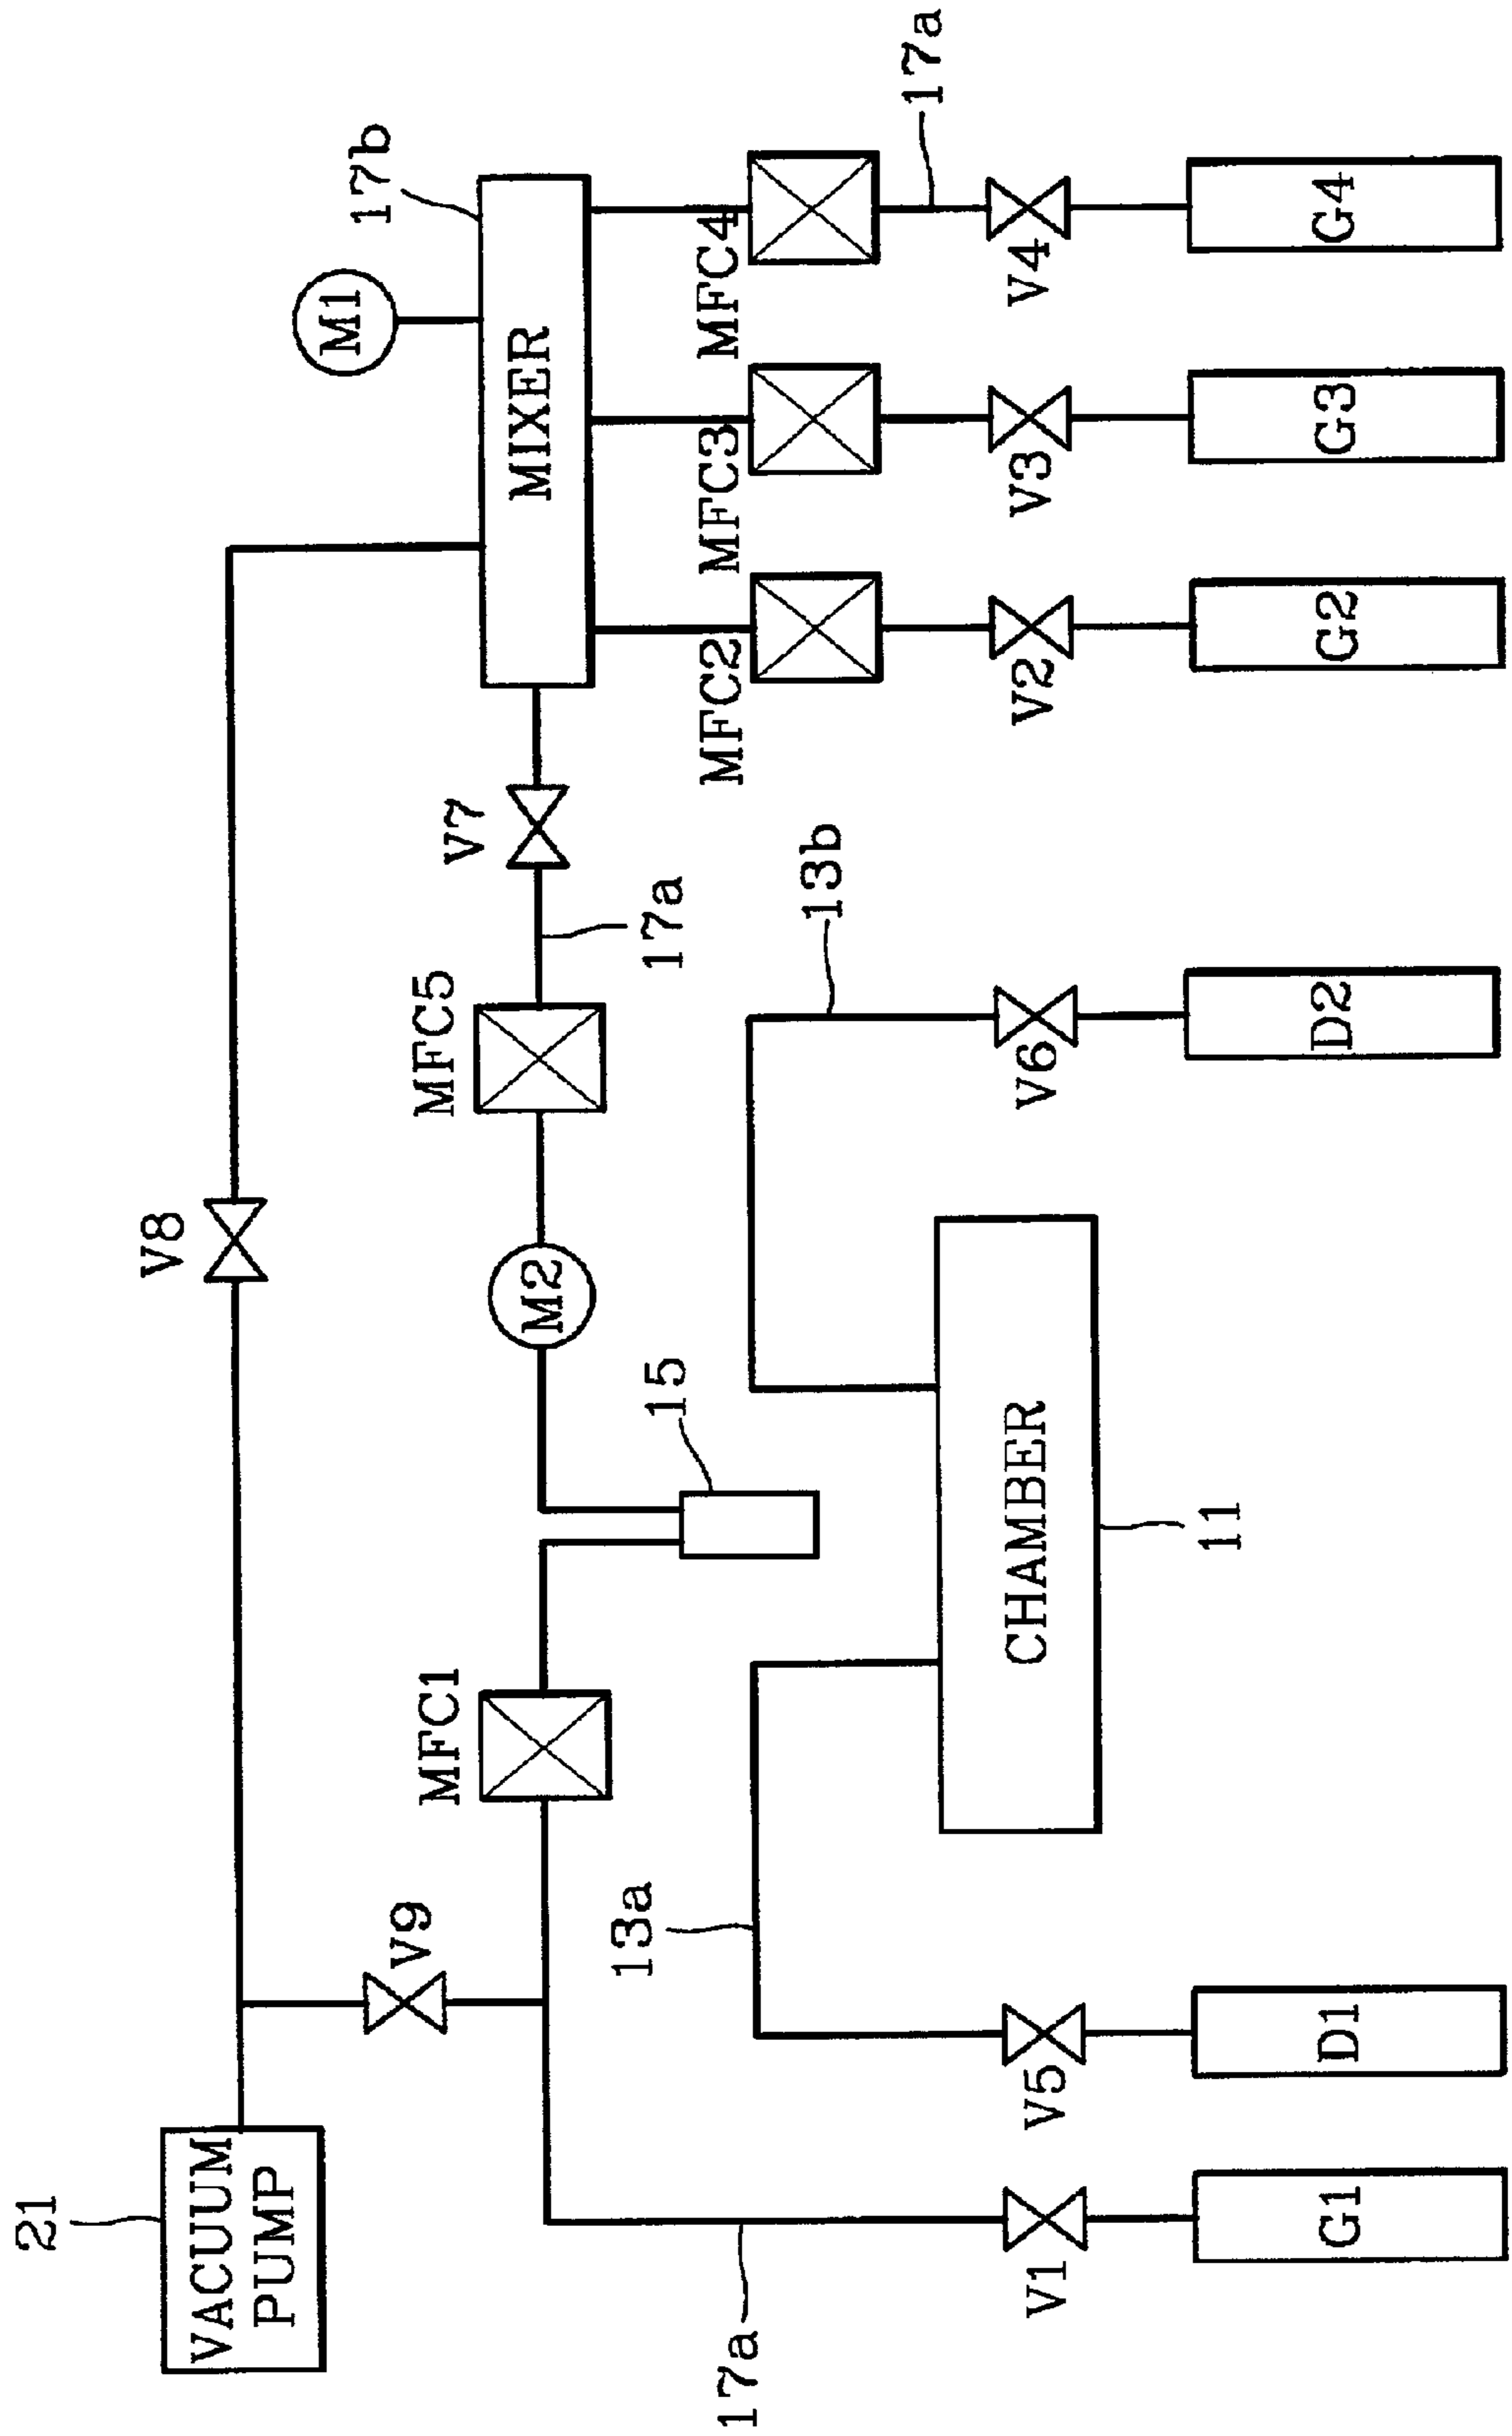 21
VACUUM
PUMP
V8
M1
17b
V9
MFC1
M2
MFC5
V7
MIXER
17a
15
13a
13b
MFC2
MFC3
MFC4
17a
17a
CHAMBER
11
V1
V5
V6
V2
V3
V4
G1
D1
D2
G2
G3
G4